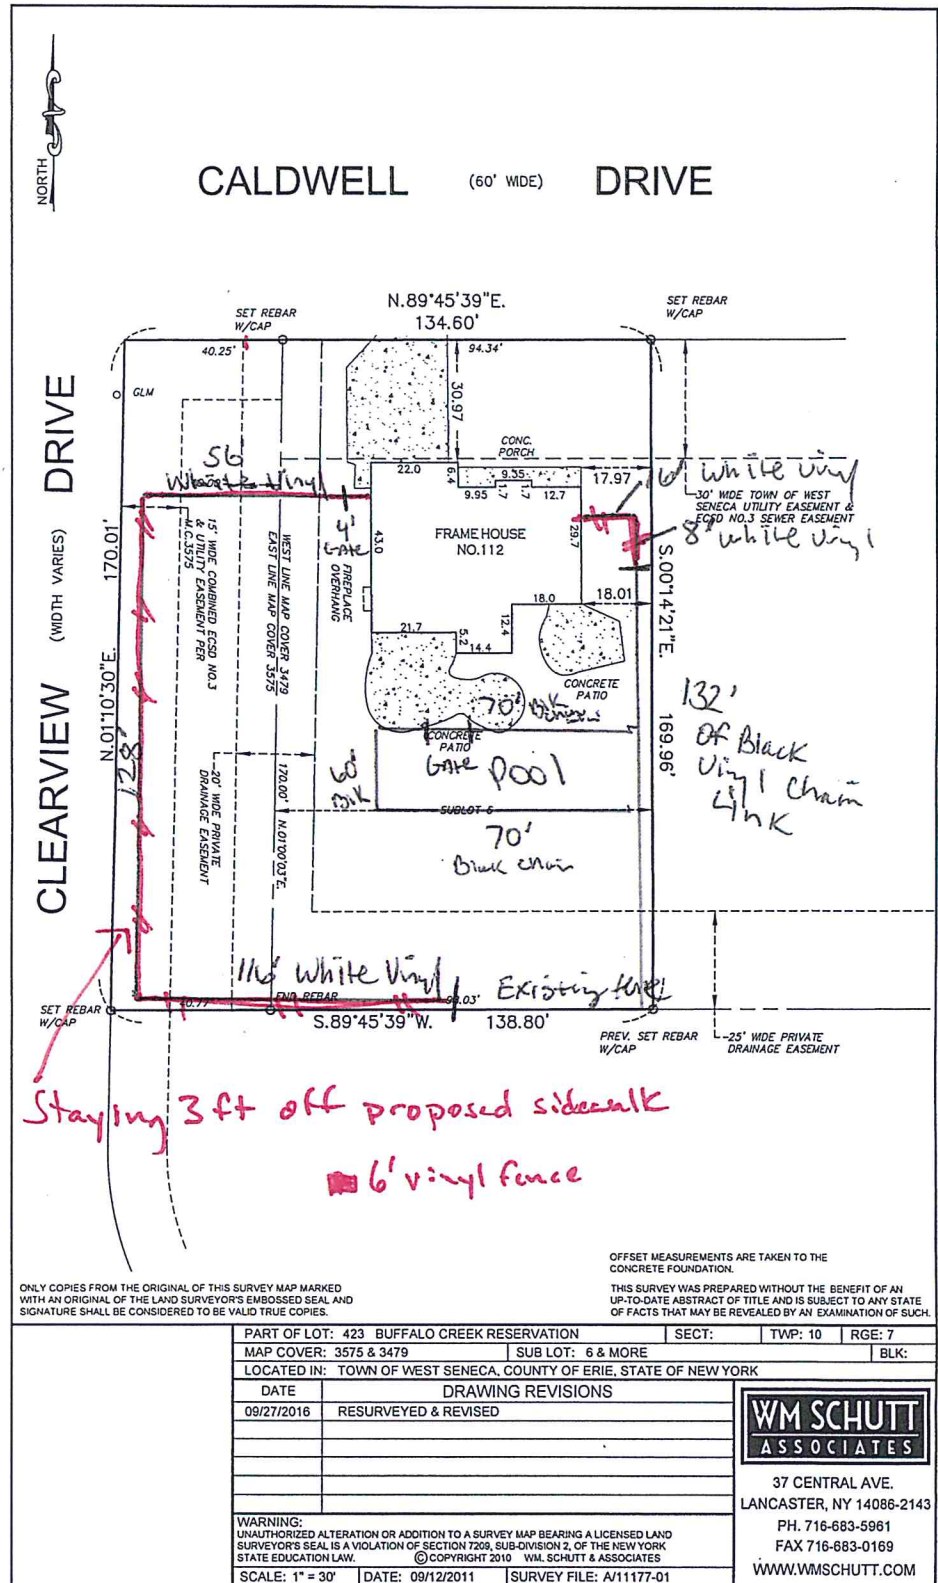 NORTH
CALDWELL (60' WIDE) DRIVE
N.89°45'39"E.
134.60'
SET REBAR
W/CAP
SET REBAR
W/CAP
40.25'
94.34'
GLM
30.97
CONC.
PORCH
56
White Vinyl
22.0
6.4
9.35
9.95
1.7
1.7
12.7
17.97
16' white vinyl
30' WIDE TOWN OF WEST
SENECA UTILITY EASEMENT &
ECSD NO.3 SEWER EASEMENT
8' white vinyl
4'
GATE
43.0
FRAME HOUSE
NO.112
29.7
CLEARVIEW (WIDTH VARIES) DRIVE
N.01°10'30"E. 170.01'
128'
15' WIDE COMBINED ECSD NO.3
& UTILITY EASEMENT PER
M.C.3575
WEST LINE MAP COVER 3479
EAST LINE MAP COVER 3575
FIREPLACE
OVERHANG
S.00°14'21"E. 169.96'
18.0
18.01
21.7
5.2
14.4
12.4
CONCRETE
PATIO
132'
Of Black
Vinyl Chain
Link
70' Blk
CONCRETE
PATIO
GATE
POOL
60'
Blk
SUBLOT 6
70'
Black chain
20' WIDE PRIVATE
DRAINAGE EASEMENT
170.00' N.01°00'03"E.
116' White Vinyl
Existing
FND REBAR
40.77'
98.03'
SET REBAR
W/CAP
S.89°45'39"W. 138.80'
PREV. SET REBAR
W/CAP
25' WIDE PRIVATE
DRAINAGE EASEMENT
Staying 3 ft off proposed sidewalk
6' vinyl fence
OFFSET MEASUREMENTS ARE TAKEN TO THE
CONCRETE FOUNDATION.
ONLY COPIES FROM THE ORIGINAL OF THIS SURVEY MAP MARKED
WITH AN ORIGINAL OF THE LAND SURVEYOR'S EMBOSSED SEAL AND
SIGNATURE SHALL BE CONSIDERED TO BE VALID TRUE COPIES.
THIS SURVEY WAS PREPARED WITHOUT THE BENEFIT OF AN
UP-TO-DATE ABSTRACT OF TITLE AND IS SUBJECT TO ANY STATE
OF FACTS THAT MAY BE REVEALED BY AN EXAMINATION OF SUCH.
PART OF LOT: 423 BUFFALO CREEK RESERVATION SECT: TWP: 10 RGE: 7
MAP COVER: 3575 & 3479 SUB LOT: 6 & MORE BLK:
LOCATED IN: TOWN OF WEST SENECA, COUNTY OF ERIE, STATE OF NEW YORK
DATE DRAWING REVISIONS
09/27/2016 RESURVEYED & REVISED
WM SCHUTT
ASSOCIATES
37 CENTRAL AVE.
LANCASTER, NY 14086-2143
PH. 716-683-5961
FAX 716-683-0169
WWW.WMSCHUTT.COM
WARNING:
UNAUTHORIZED ALTERATION OR ADDITION TO A SURVEY MAP BEARING A LICENSED LAND
SURVEYOR'S SEAL IS A VIOLATION OF SECTION 7209, SUB-DIVISION 2, OF THE NEW YORK
STATE EDUCATION LAW. © COPYRIGHT 2010 WM. SCHUTT & ASSOCIATES
SCALE: 1" = 30' DATE: 09/12/2011 SURVEY FILE: A/11177-01